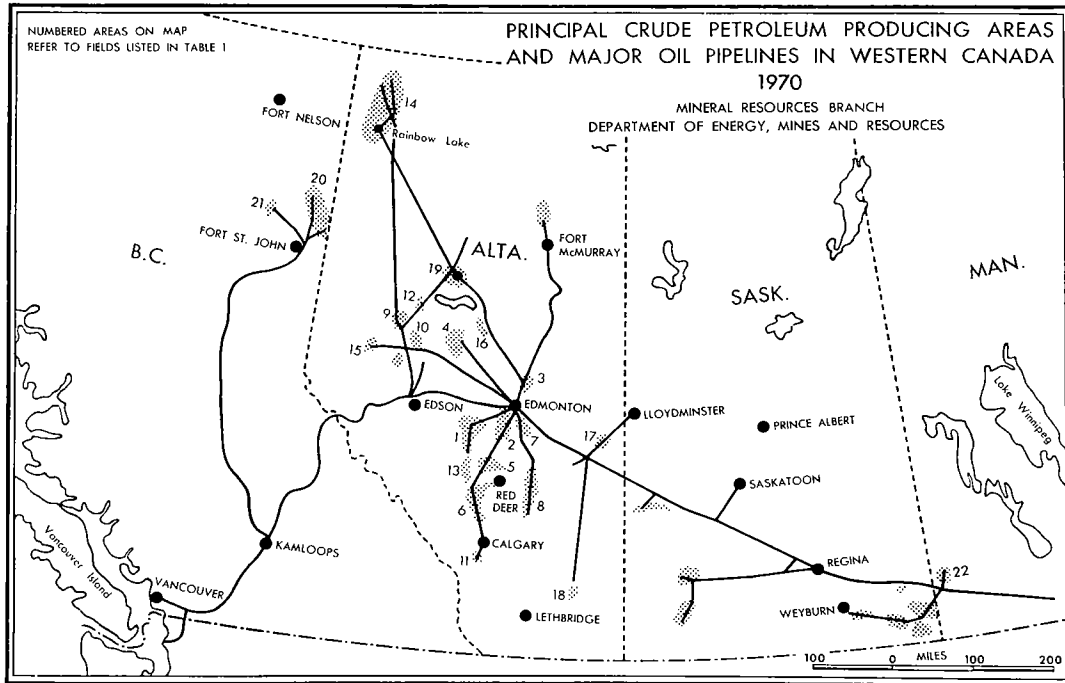 NUMBERED AREAS ON MAP
REFER TO FIELDS LISTED IN TABLE 1
PRINCIPAL CRUDE PETROLEUM PRODUCING AREAS
AND MAJOR OIL PIPELINES IN WESTERN CANADA
1970
MINERAL RESOURCES BRANCH
DEPARTMENT OF ENERGY, MINES AND RESOURCES
FORT NELSON
14
Rainbow Lake
20
21
FORT ST. JOHN
B.C.
ALTA.
FORT
McMURRAY
SASK.
MAN.
19
12
9
10
4
16
15
3
EDSON
EDMONTON
LLOYDMINSTER
PRINCE ALBERT
Lake Winnipeg
1
2
7
17
13
5
RED
DEER
6
8
SASKATOON
11
CALGARY
KAMLOOPS
Vancouver Island
VANCOUVER
18
LETHBRIDGE
REGINA
22
WEYBURN
MILES
100 0 100 200